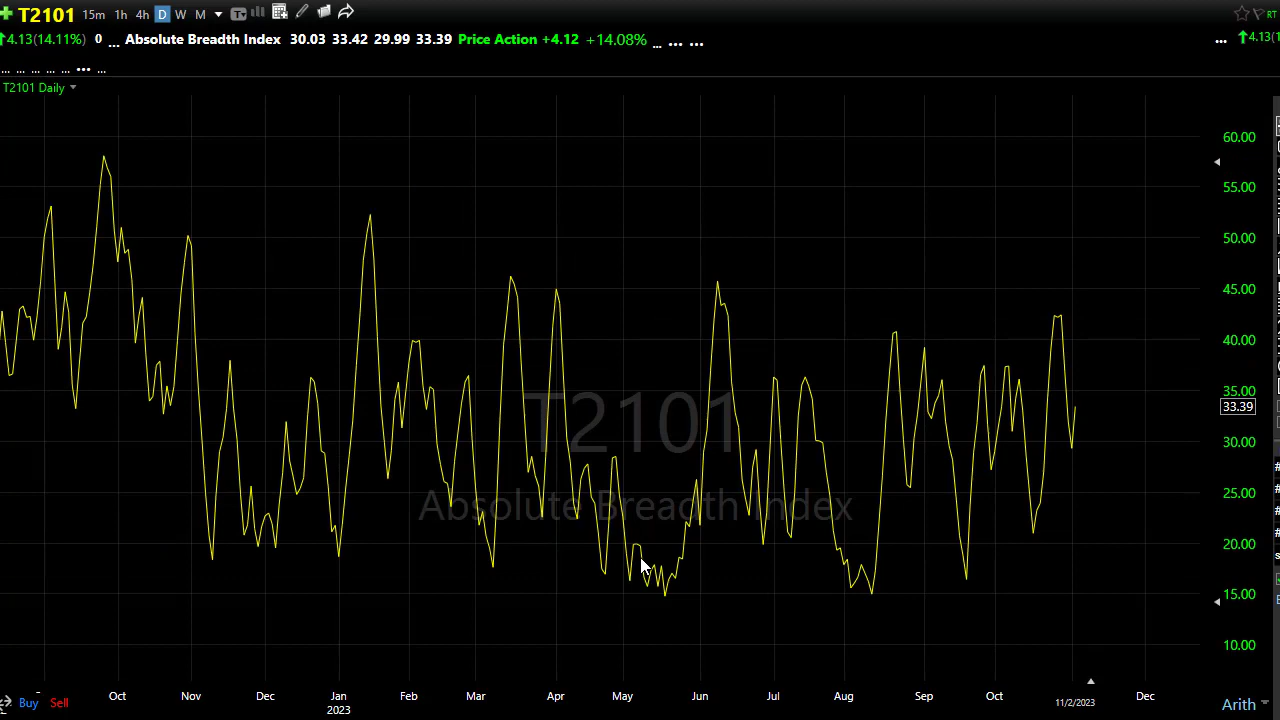 T2101 15m 1h 4h D W M RT
4.13(14.11%) 0 ... Absolute Breadth Index 30.03 33.42 29.99 33.39 Price Action +4.12 +14.08% ... ... ... ... 4.13(1
... ... ... ... ... ... ...
T2101 Daily
60.00
55.00
50.00
45.00
40.00
35.00
33.39
30.00
25.00
20.00
15.00
10.00
T2101
Absolute Breadth Index
Oct Nov Dec Jan Feb Mar Apr May Jun Jul Aug Sep Oct Dec
2023 11/2/2023
Buy Sell Arith